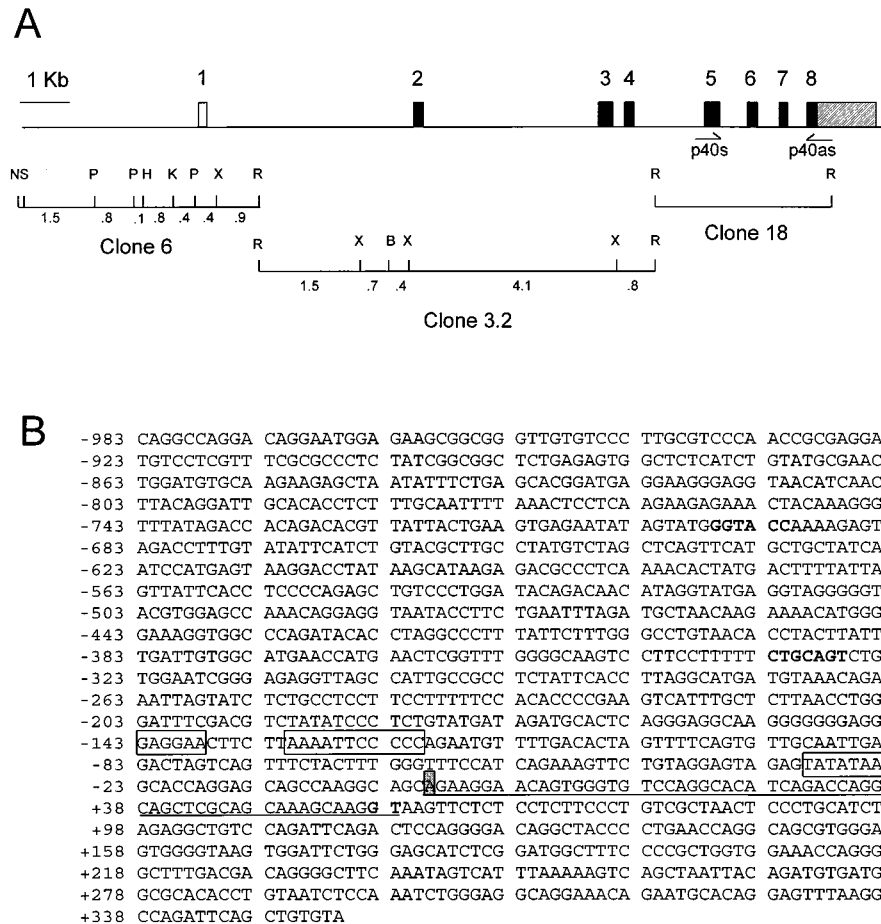 A
1 Kb 1 2 3 4 5 6 7 8
p40s p40as
NS P P H K P X R R R
1.5 .8 .1 .8 .4 .4 .9
Clone 6 Clone 18
R X B X X R
1.5 .7 .4 4.1 .8
Clone 3.2
B
-983 CAGGCCAGGA CAGGAATGGA GAAGCGGCGG GTTGTGTCCC TTGCGTCCCA ACCGCGAGGA
-923 TGTCCTCGTT TCGCGCCCTC TATCGGCGGC TCTGAGAGTG GCTCTCATCT GTATGCGAAC
-863 TGGATGTGCA AGAAGAGCTA ATATTTCTGA GCACGGATGA GGAAGGGAGG TAACATCAAC
-803 TTACAGGATT GCACACCTCT TTGCAATTTT AAACTCCTCA AGAAGAGAAA CTACAAAGGG
-743 TTTATAGACC ACAGACACGT TATTACTGAA GTGAGAATAT AGTATGGGTA CCAAAAGAGT
-683 AGACCTTTGT ATATTCATCT GTACGCTTGC CTATGTCTAG CTCAGTTCAT GCTGCTATCA
-623 ATCCATGAGT AAGGACCTAT AAGCATAAGA GACGCCCTCA AAACACTATG ACTTTTATTA
-563 GTTATTCACC TCCCCAGAGC TGTCCCTGGA TACAGACAAC ATAGGTATGA GGTAGGGGGT
-503 ACGTGGAGCC AAACAGGAGG TAATACCTTC TGAATTTAGA TGCTAACAAG AAAACATGGG
-443 GAAAGGTGGC CCAGATACAC CTAGGCCCTT TATTCTTTGG GCCTGTAACA CCTACTTATT
-383 TGATTGTGGC ATGAACCATG AACTCGGTTT GGGGCAAGTC CTTCCTTTTT CTGCAGTCTG
-323 TGGAATCGGG AGAGGTTAGC CATTGCCGCC TCTATTCACC TTAGGCATGA TGTAAACAGA
-263 AATTAGTATC TCTGCCTCCT TCCTTTTTCC ACACCCCGAA GTCATTTGCT CTTAACCTGG
-203 GATTTCGACG TCTATATCCC TCTGTATGAT AGATGCACTC AGGGAGGCAA GGGGGGGAGG
-143 GAGGAACTTC TTAAAATTCC CCCAGAATGT TTTGACACTA GTTTTCAGTG TTGCAATTGA
-83 GACTAGTCAG TTTCTACTTT GGGTTTCCAT CAGAAAGTTC TGTAGGAGTA GAGTATATAA
-23 GCACCAGGAG CAGCCAAGGC AGCAGAAGGA ACAGTGGGTG TCCAGGCACA TCAGACCAGG
+38 CAGCTCGCAG CAAAGCAAGG TAAGTTCTCT CCTCTTCCCT GTCGCTAACT CCCTGCATCT
+98 AGAGGCTGTC CAGATTCAGA CTCCAGGGGA CAGGCTACCC CTGAACCAGG CAGCGTGGGA
+158 GTGGGGTAAG TGGATTCTGG GAGCATCTCG GATGGCTTTC CCCGCTGGTG GAAACCAGGG
+218 GCTTTGACGA CAGGGGCTTC AAATAGTCAT TTAAAAAGTC AGCTAATTAC AGATGTGATG
+278 GCGCACACCT GTAATCTCCA AATCTGGGAG GCAGGAAACA GAATGCACAG GAGTTTAAGG
+338 CCAGATTCAG CTGTGTA